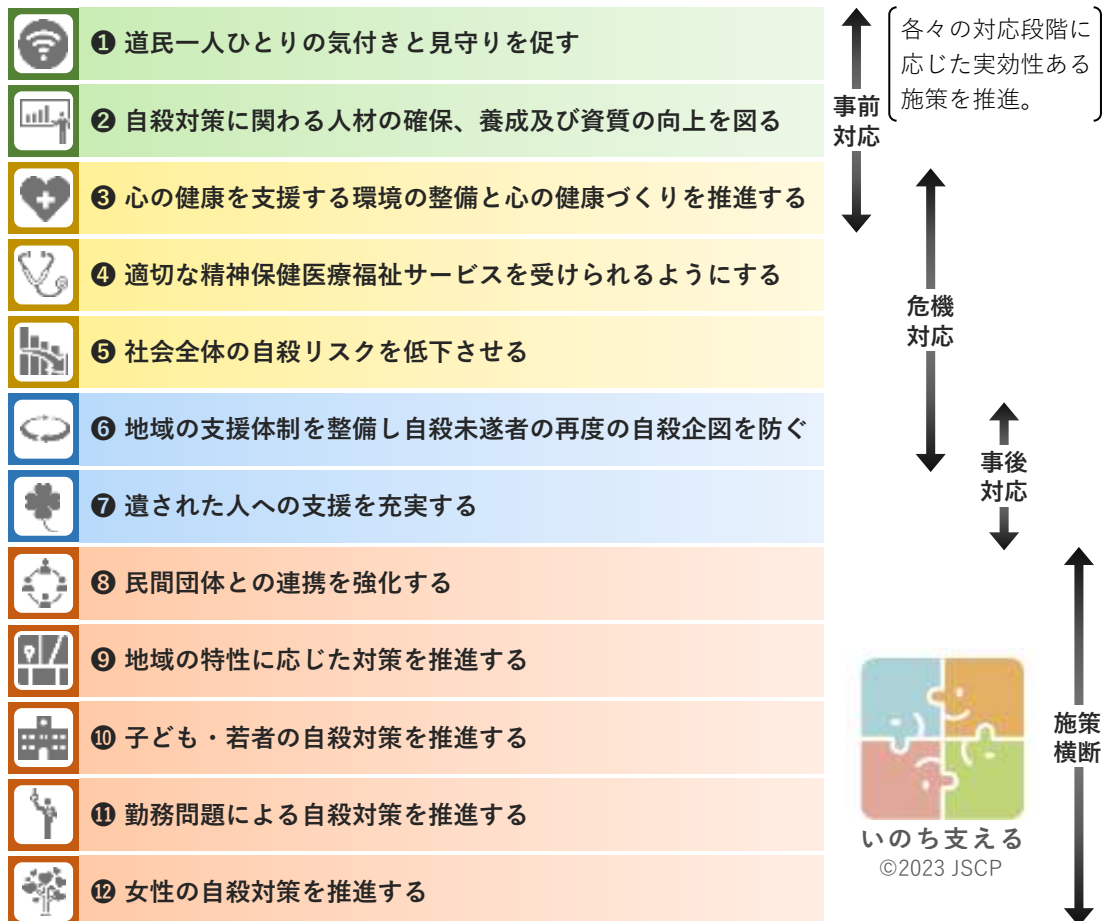 ❶ 道民一人ひとりの気付きと見守りを促す
❷ 自殺対策に関わる人材の確保、養成及び資質の向上を図る
❸ 心の健康を支援する環境の整備と心の健康づくりを推進する
❹ 適切な精神保健医療福祉サービスを受けられるようにする
❺ 社会全体の自殺リスクを低下させる
❻ 地域の支援体制を整備し自殺未遂者の再度の自殺企図を防ぐ
❼ 遺された人への支援を充実する
❽ 民間団体との連携を強化する
❾ 地域の特性に応じた対策を推進する
❿ 子ども・若者の自殺対策を推進する
⓫ 勤務問題による自殺対策を推進する
⓬ 女性の自殺対策を推進する
各々の対応段階に
応じた実効性ある
施策を推進。
事前
対応
危機
対応
事後
対応
施策
横断
いのち支える
©2023 JSCP